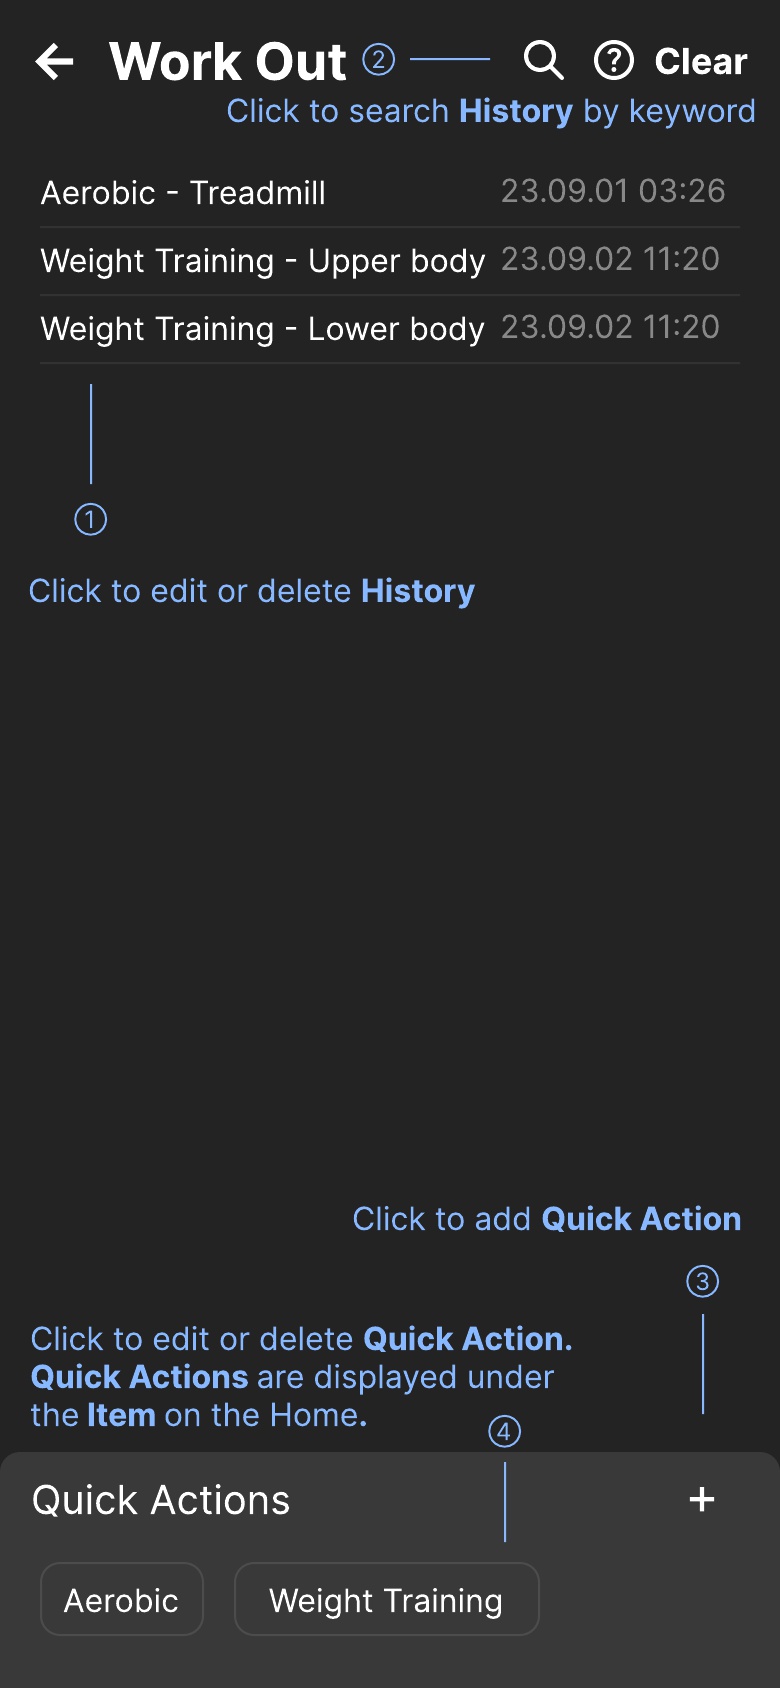 Work Out ② Clear
Click to search History by keyword
Aerobic - Treadmill 23.09.01 03:26
Weight Training - Upper body 23.09.02 11:20
Weight Training - Lower body 23.09.02 11:20
①
Click to edit or delete History
Click to add Quick Action
③
Click to edit or delete Quick Action.
Quick Actions are displayed under
the Item on the Home.
④
Quick Actions +
Aerobic Weight Training